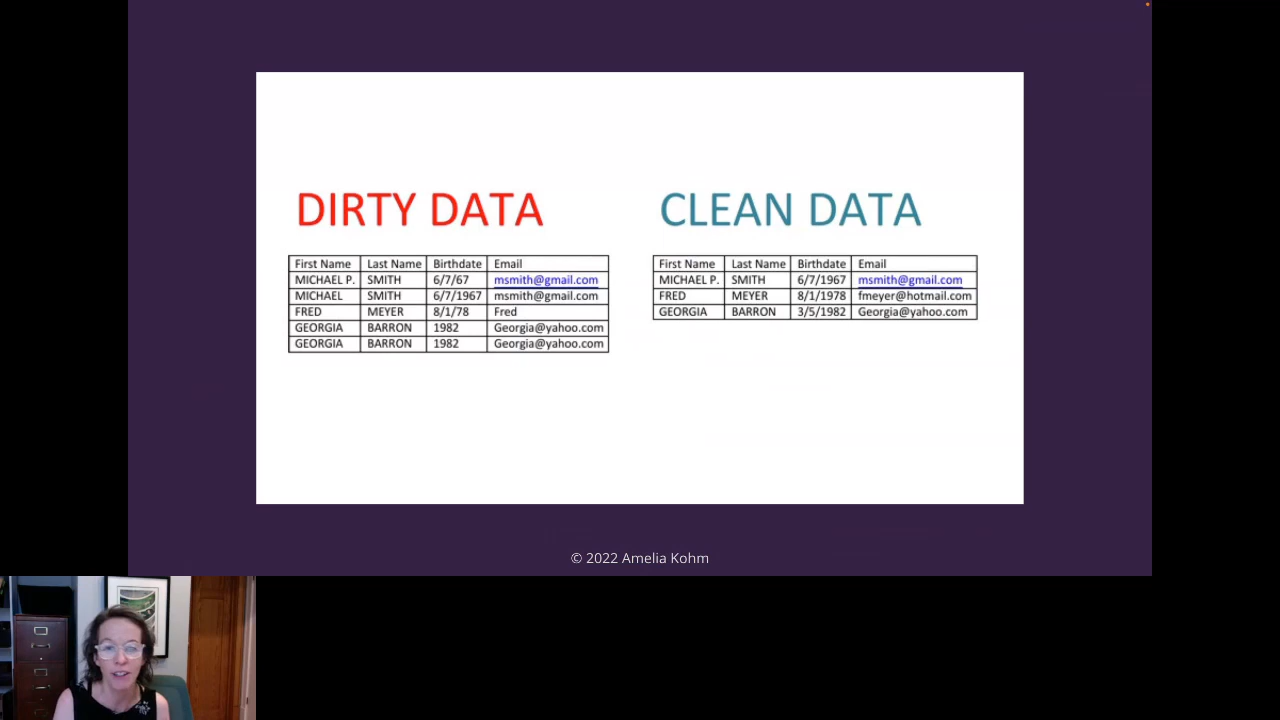 DIRTY DATA
First Name Last Name Birthdate Email
MICHAEL P. SMITH 6/7/67 msmith@gmail.com
MICHAEL SMITH 6/7/1967 msmith@gmail.com
FRED MEYER 8/1/78 Fred
GEORGIA BARRON 1982 Georgia@yahoo.com
GEORGIA BARRON 1982 Georgia@yahoo.com
CLEAN DATA
First Name Last Name Birthdate Email
MICHAEL P. SMITH 6/7/1967 msmith@gmail.com
FRED MEYER 8/1/1978 fmeyer@hotmail.com
GEORGIA BARRON 3/5/1982 Georgia@yahoo.com
© 2022 Amelia Kohm